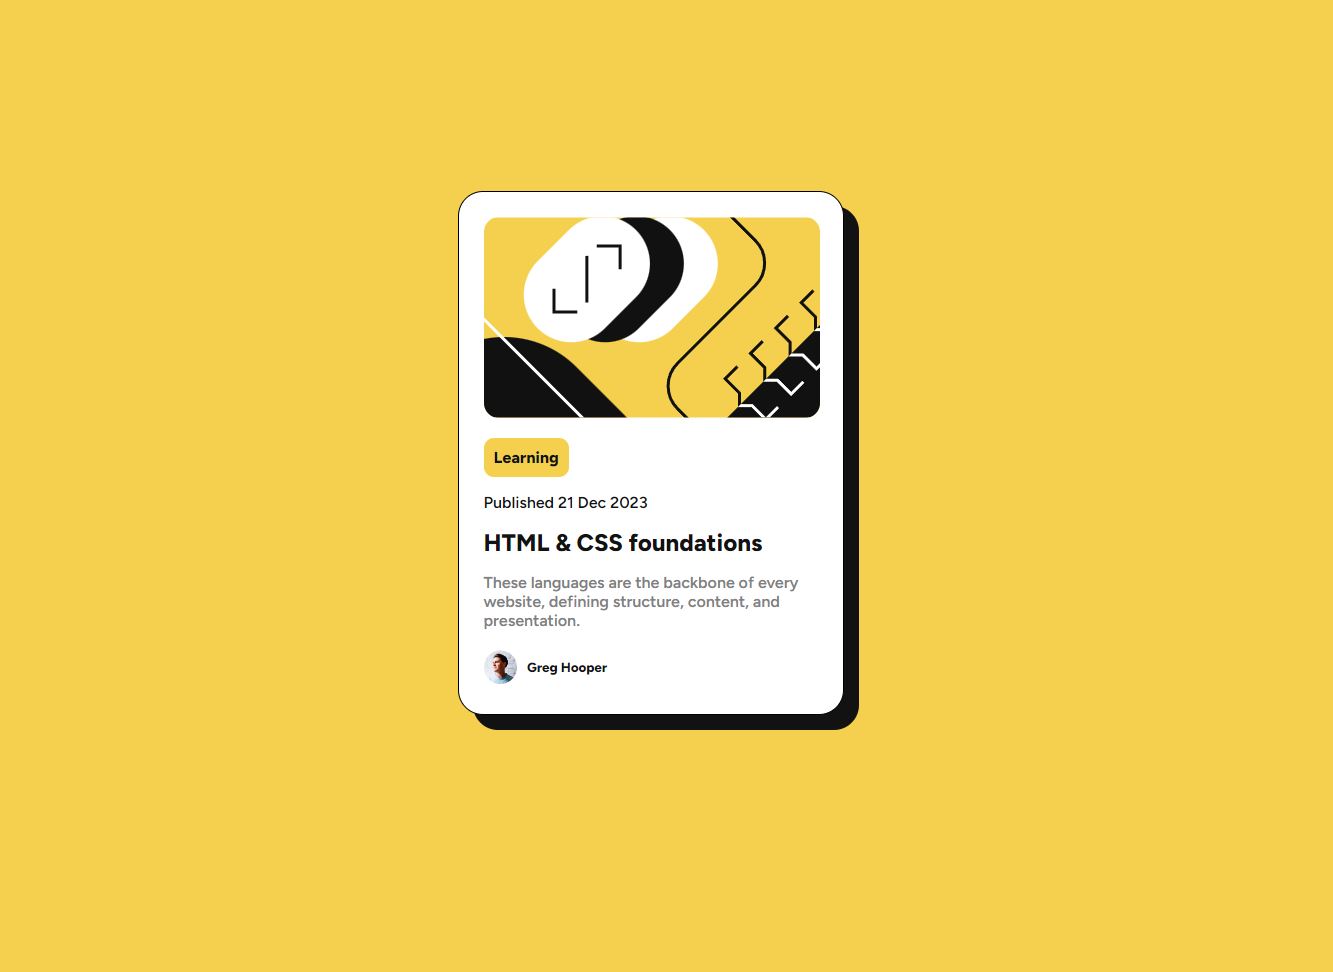 Learning
Published 21 Dec 2023
HTML & CSS foundations
These languages are the backbone of every
website, defining structure, content, and
presentation.
Greg Hooper